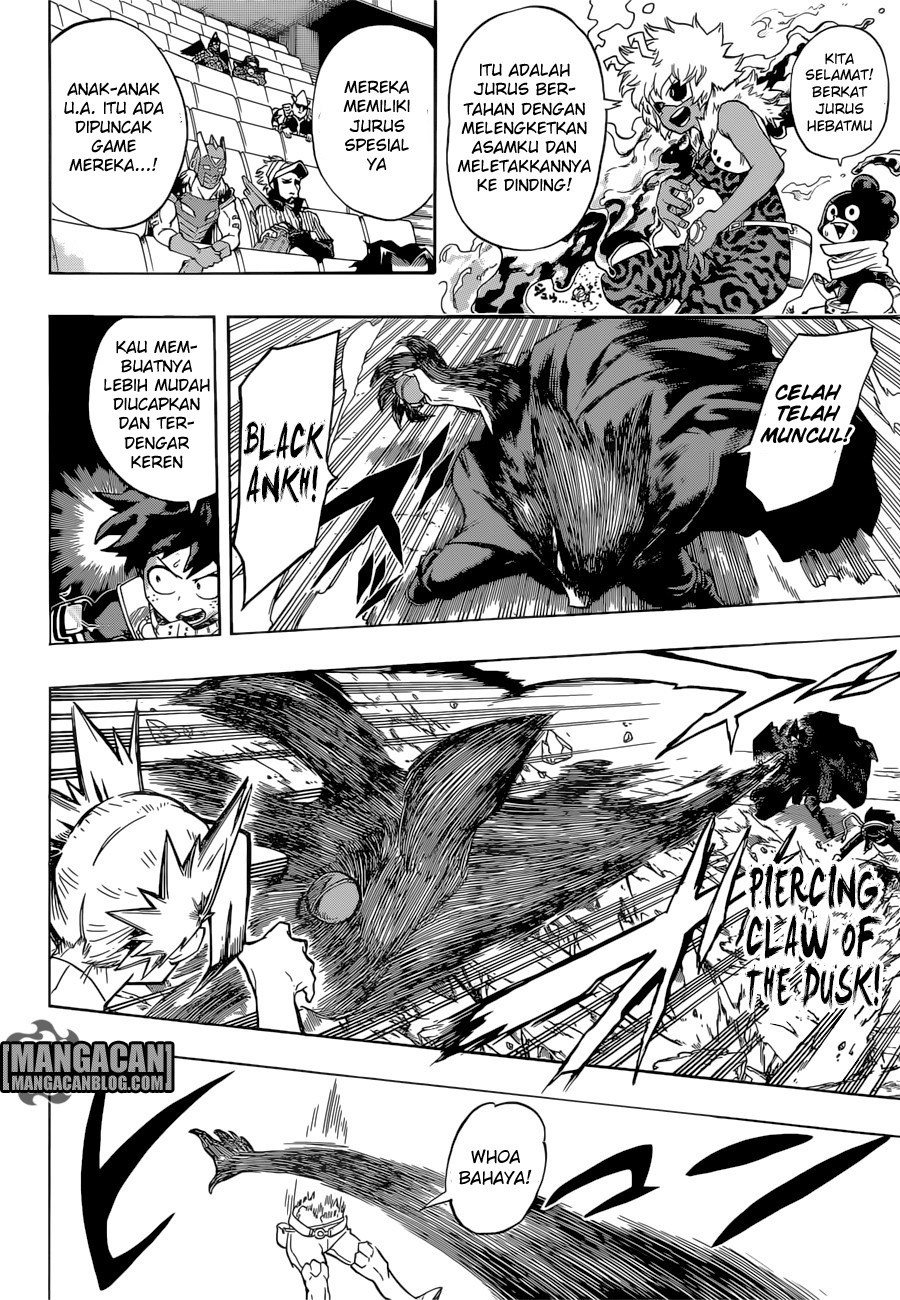 KITA
SELAMAT!
BERKAT
JURUS
HEBATMU
ITU ADALAH
JURUS BER-
TAHAN DENGAN
MELENGKETKAN
ASAMKU DAN
MELETAKKANNYA
KE DINDING!
MEREKA
MEMILIKI
JURUS
SPESIAL
YA
ANAK-ANAK
U.A. ITU ADA
DIPUNCAK
GAME
MEREKA...!
CELAH
TELAH
MUNCUL!
BLACK
ANKH!
KAU MEM-
BUATNYA
LEBIH MUDAH
DIUCAPKAN
DAN TER-
DENGAR
KEREN
PIERCING
CLAW OF
THE DUSK!
MANGACAN
MANGACANBLOG.COM
WHOA
BAHAYA!